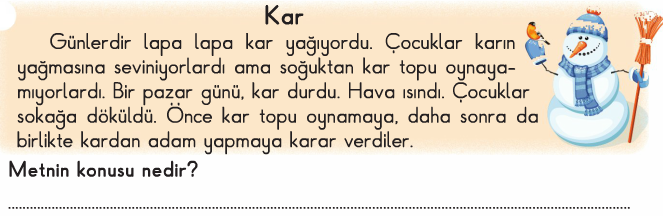 Kar
Günlerdir lapa lapa kar yağıyordu. Çocuklar karın
yağmasına seviniyorlardı ama soğuktan kar topu oynaya-
mıyorlardı. Bir pazar günü, kar durdu. Hava ısındı. Çocuklar
sokağa döküldü. Önce kar topu oynamaya, daha sonra da
birlikte kardan adam yapmaya karar verdiler.
Metnin konusu nedir?